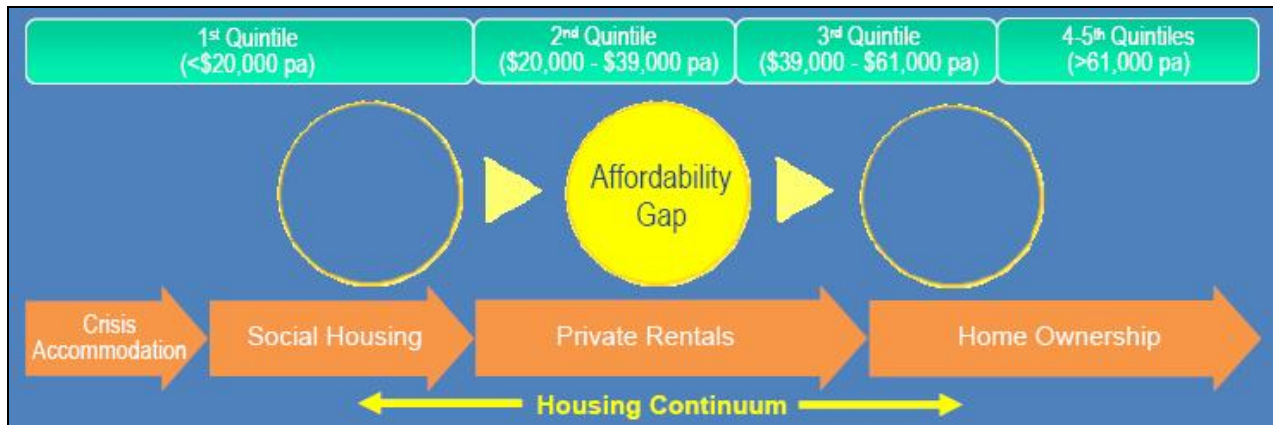 1st Quintile
(<$20,000 pa)
2nd Quintile
($20,000 - $39,000 pa)
3rd Quintile
($39,000 - $61,000 pa)
4-5th Quintiles
(>61,000 pa)
Affordability
Gap
Crisis
Accommodation
Social Housing
Private Rentals
Home Ownership
Housing Continuum